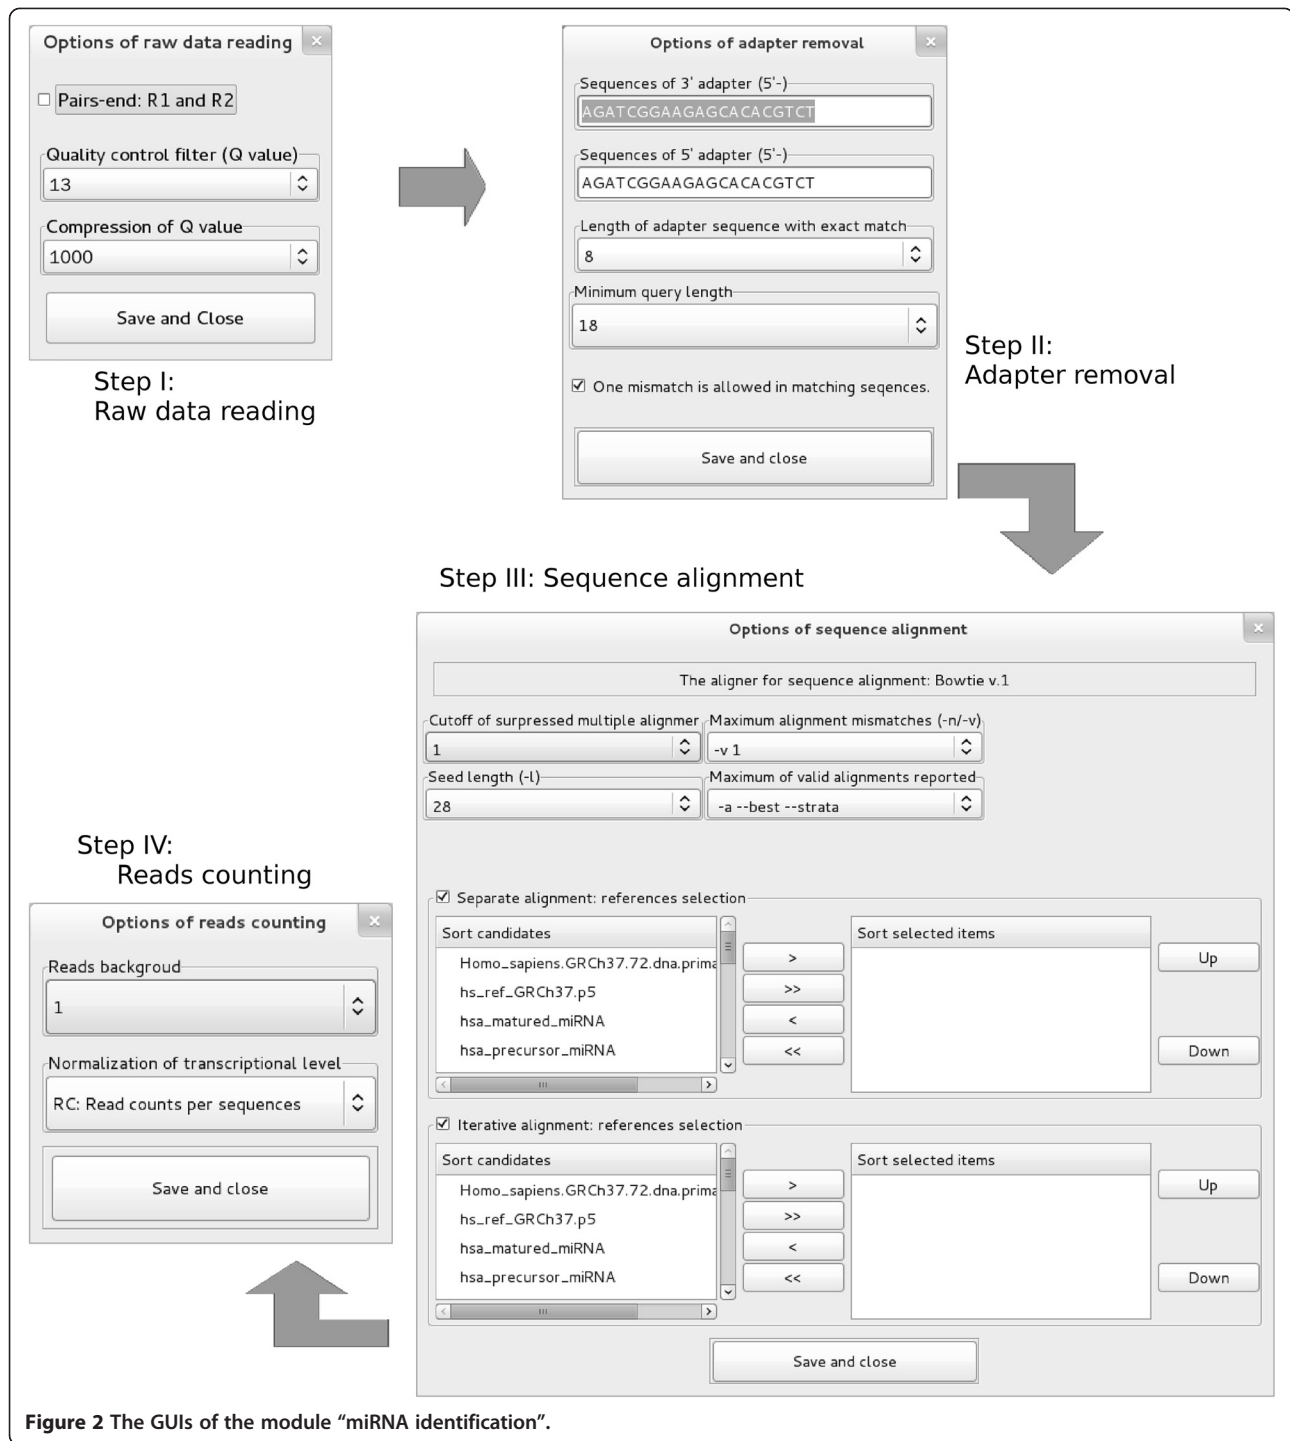 Options of raw data reading
Pairs-end: R1 and R2
Quality control filter (Q value)
13
Compression of Q value
1000
Save and Close
Step I:
Raw data reading
Options of adapter removal
Sequences of 3' adapter (5'-)
AGATCGGAAGAGCACACGTCT
Sequences of 5' adapter (5'-)
AGATCGGAAGAGCACACGTCT
Length of adapter sequence with exact match
8
Minimum query length
18
One mismatch is allowed in matching seqences.
Save and close
Step II:
Adapter removal
Step III: Sequence alignment
Options of sequence alignment
The aligner for sequence alignment: Bowtie v.1
Cutoff of surpressed multiple alignmer
1
Maximum alignment mismatches (-n/-v)
-v 1
Seed length (-l)
28
Maximum of valid alignments reported
-a --best --strata
Separate alignment: references selection
Sort candidates
Homo_sapiens.GRCh37.72.dna.prima
hs_ref_GRCh37.p5
hsa_matured_miRNA
hsa_precursor_miRNA
>
>>
<
<<
Sort selected items
Up
Down
Iterative alignment: references selection
Sort candidates
Homo_sapiens.GRCh37.72.dna.prima
hs_ref_GRCh37.p5
hsa_matured_miRNA
hsa_precursor_miRNA
>
>>
<
<<
Sort selected items
Up
Down
Save and close
Step IV:
Reads counting
Options of reads counting
Reads backgroud
1
Normalization of transcriptional level
RC: Read counts per sequences
Save and close
Figure 2 The GUIs of the module “miRNA identification”.